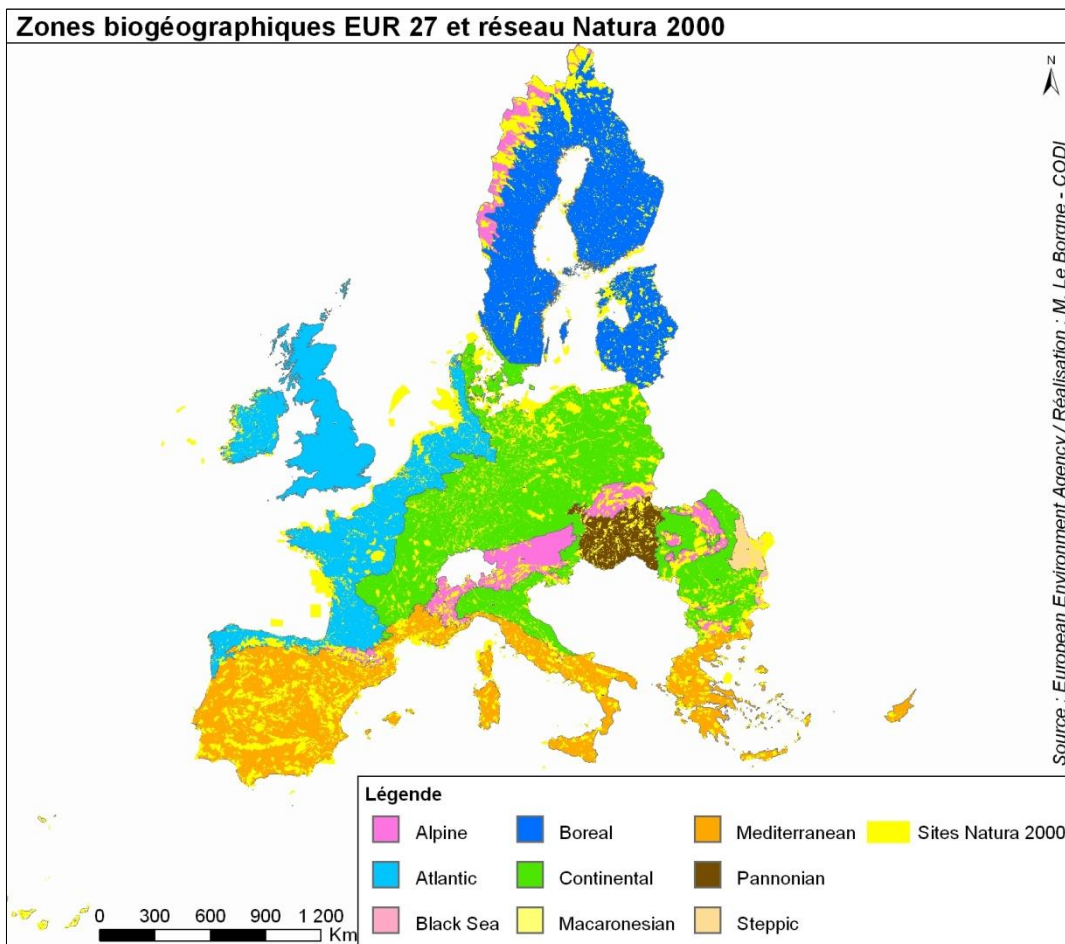 Zones biogéographiques EUR 27 et réseau Natura 2000
N
Source : European Environment Agency / Réalisation : M. Le Borgne - CODI
Légende
Alpine
Boreal
Mediterranean
Sites Natura 2000
Atlantic
Continental
Pannonian
Black Sea
Macaronesian
Steppic
0 300 600 900 1 200
Km